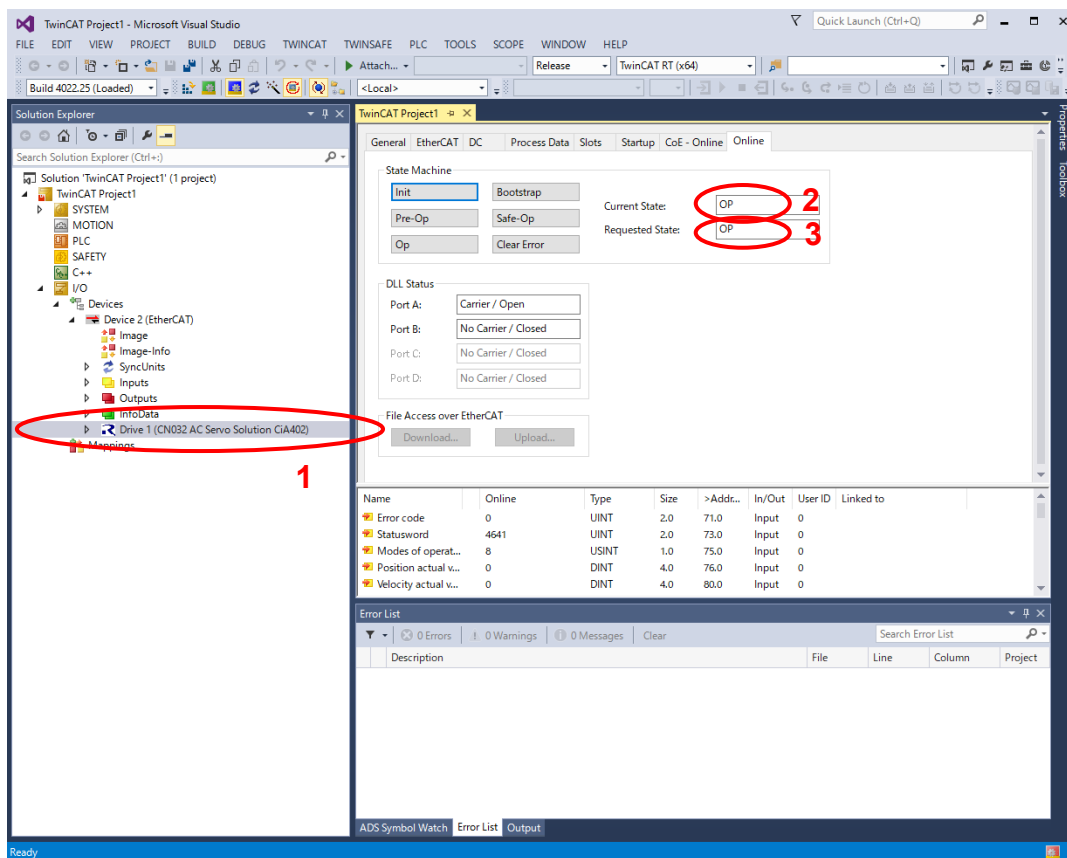 TwinCAT Project1 - Microsoft Visual Studio
Quick Launch (Ctrl+Q)
FILE EDIT VIEW PROJECT BUILD DEBUG TWINCAT TWINSAFE PLC TOOLS SCOPE WINDOW HELP
Attach... Release TwinCAT RT (x64)
Build 4022.25 (Loaded) <Local>
Solution Explorer
Search Solution Explorer (Ctrl+;)
Solution 'TwinCAT Project1' (1 project)
TwinCAT Project1
SYSTEM
MOTION
PLC
SAFETY
C++
I/O
Devices
Device 2 (EtherCAT)
Image
Image-Info
SyncUnits
Inputs
Outputs
InfoData
Drive 1 (CN032 AC Servo Solution CiA402)
Mappings
1
TwinCAT Project1
General EtherCAT DC Process Data Slots Startup CoE - Online Online
State Machine
Init Bootstrap
Pre-Op Safe-Op
Op Clear Error
Current State: OP 2
Requested State: OP 3
DLL Status
Port A: Carrier / Open
Port B: No Carrier / Closed
Port C: No Carrier / Closed
Port D: No Carrier / Closed
File Access over EtherCAT
Download... Upload...
Name Online Type Size >Addr... In/Out User ID Linked to
Error code 0 UINT 2.0 71.0 Input 0
Statusword 4641 UINT 2.0 73.0 Input 0
Modes of operat... 8 USINT 1.0 75.0 Input 0
Position actual v... 0 DINT 4.0 76.0 Input 0
Velocity actual v... 0 DINT 4.0 80.0 Input 0
Error List
0 Errors 0 Warnings 0 Messages Clear Search Error List
Description File Line Column Project
ADS Symbol Watch Error List Output
Properties
Toolbox
Ready